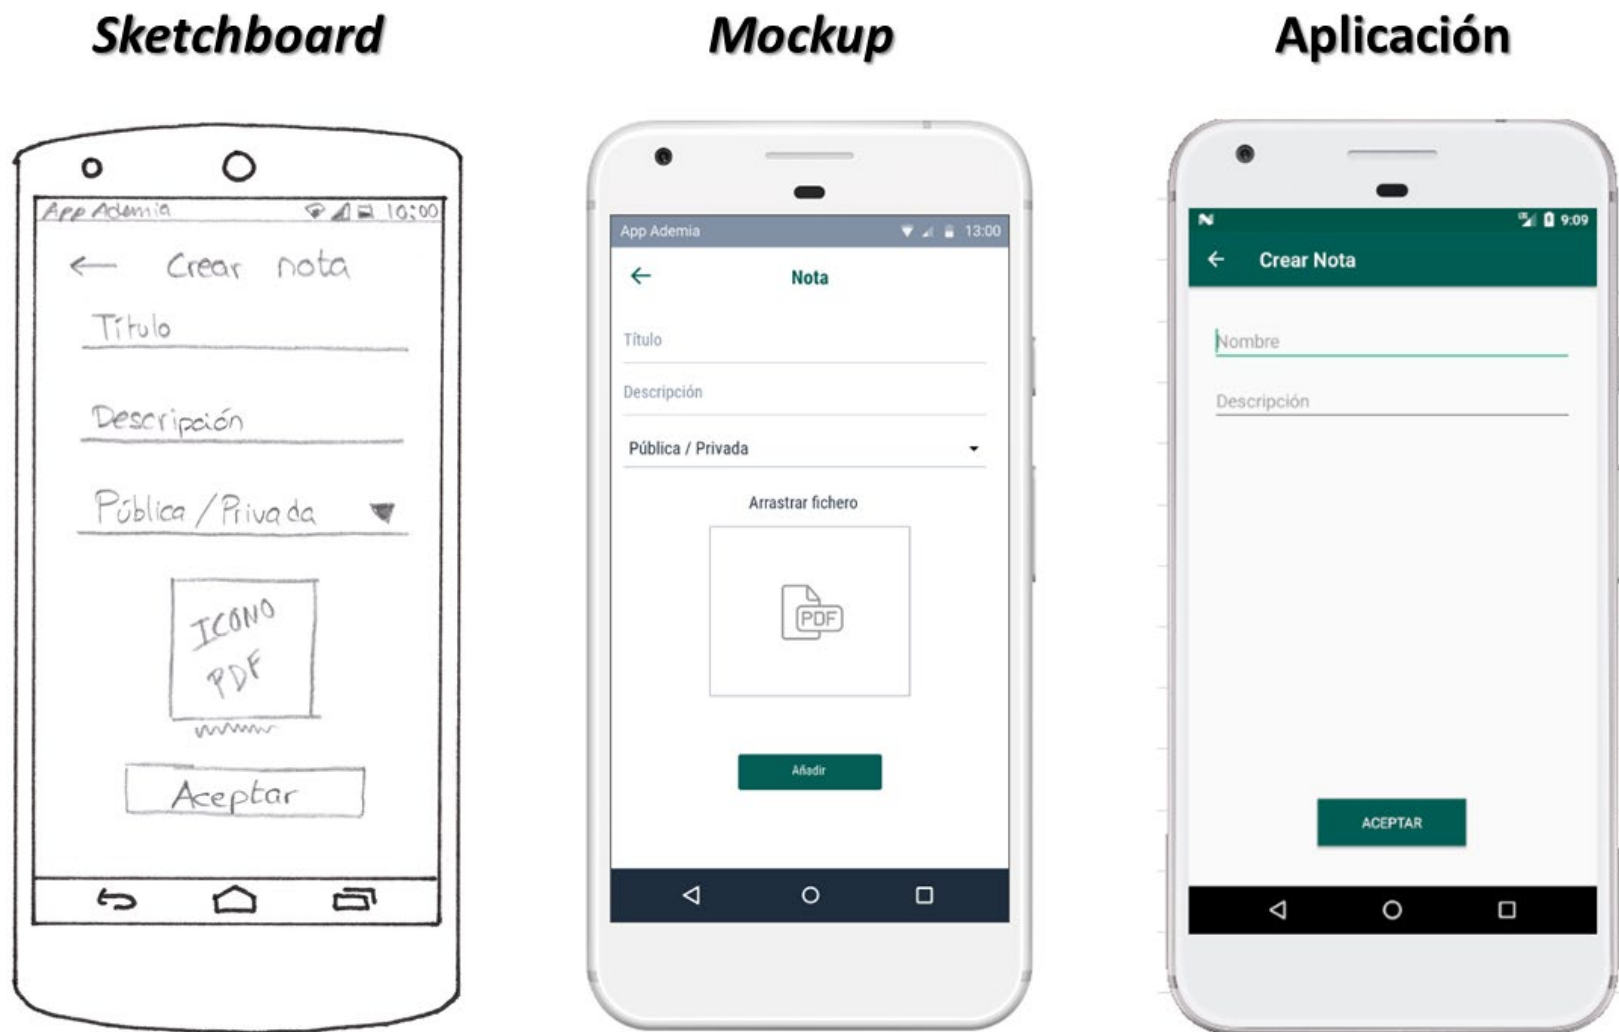 Sketchboard
Mockup
Aplicación
App Ademia 10:00
← Crear nota
Título
Descripción
Pública / Privada
ICONO
PDF
Aceptar
App Ademia 13:00
← Nota
Título
Descripción
Pública / Privada
Arrastrar fichero
PDF
Añadir
9:09
← Crear Nota
Nombre
Descripción
ACEPTAR